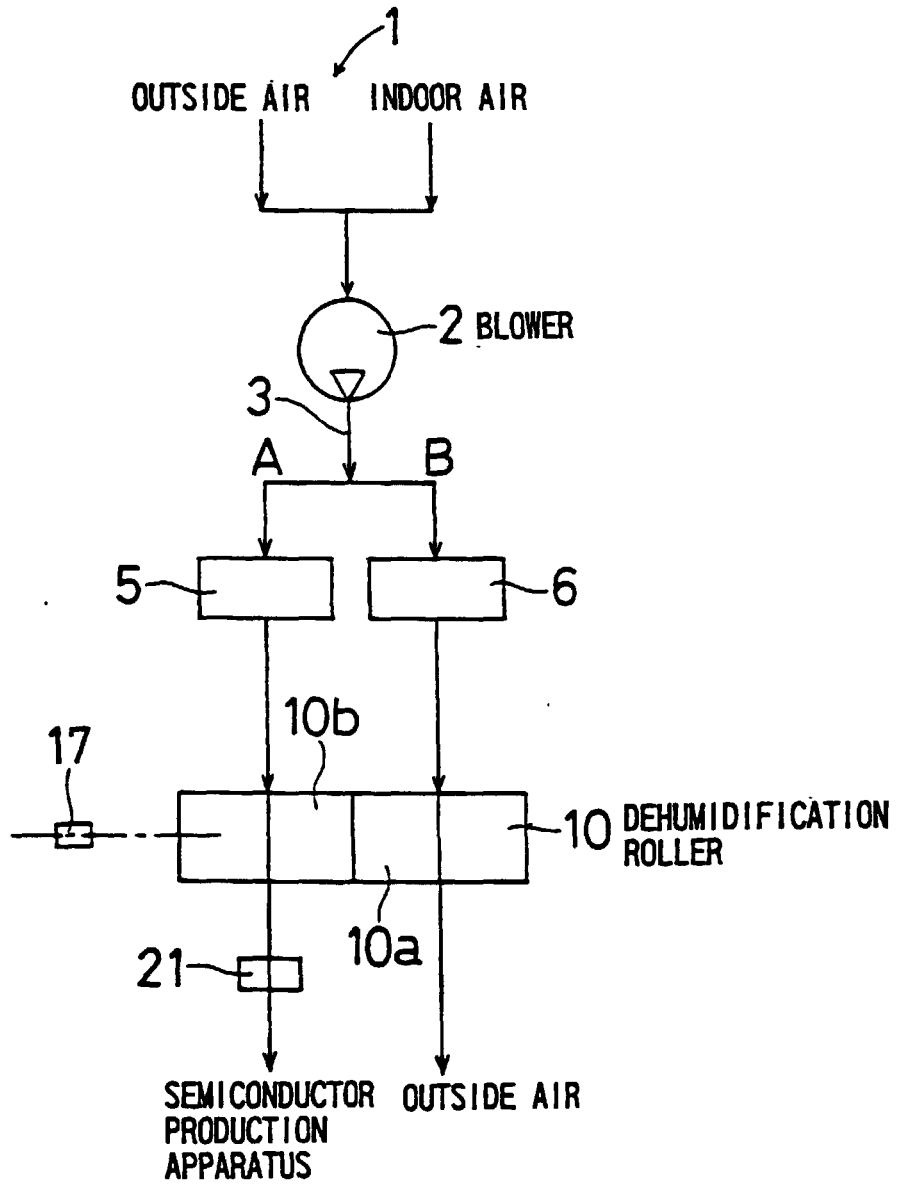 1
OUTSIDE AIR INDOOR AIR
2 BLOWER
3
A B
5 6
10b
17
10 DEHUMIDIFICATION
ROLLER
10a
21
SEMICONDUCTOR
PRODUCTION
APPARATUS
OUTSIDE AIR